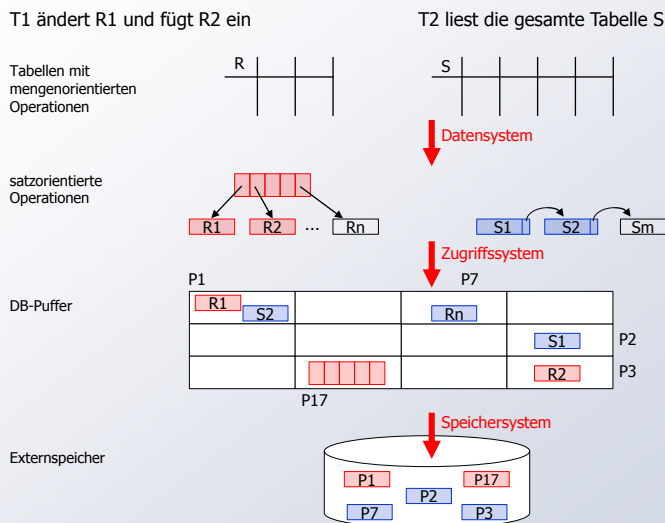 T1 ändert R1 und fügt R2 ein
T2 liest die gesamte Tabelle S
Tabellen mit
mengenorientierten
Operationen
R
S
Datensystem
satzorientierte
Operationen
R1
R2
...
Rn
S1
S2
Sm
Zugriffssystem
P1
P7
DB-Puffer
R1
S2
Rn
S1
P2
R2
P3
P17
Speichersystem
Externspeicher
P1
P17
P2
P7
P3